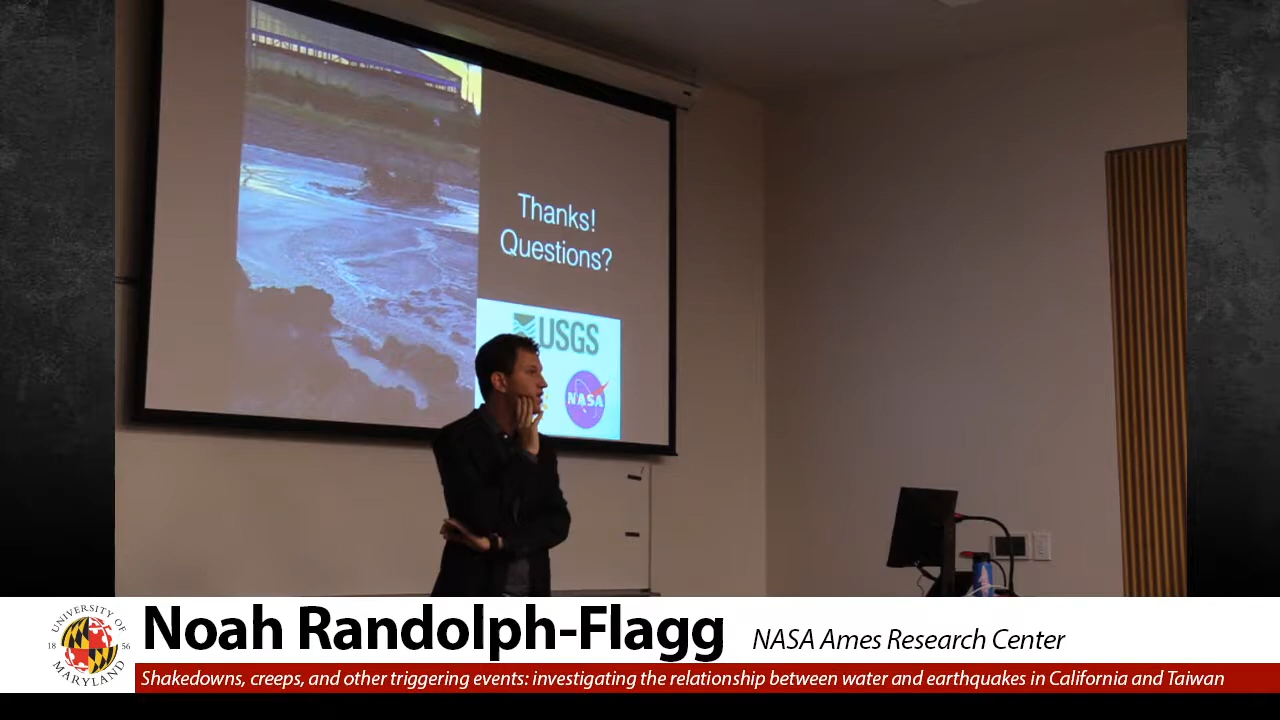 Thanks!
Questions?
USGS
NASA
UNIVERSITY OF
18 56
MARYLAND
Noah Randolph-Flagg NASA Ames Research Center
Shakedowns, creeps, and other triggering events: investigating the relationship between water and earthquakes in California and Taiwan